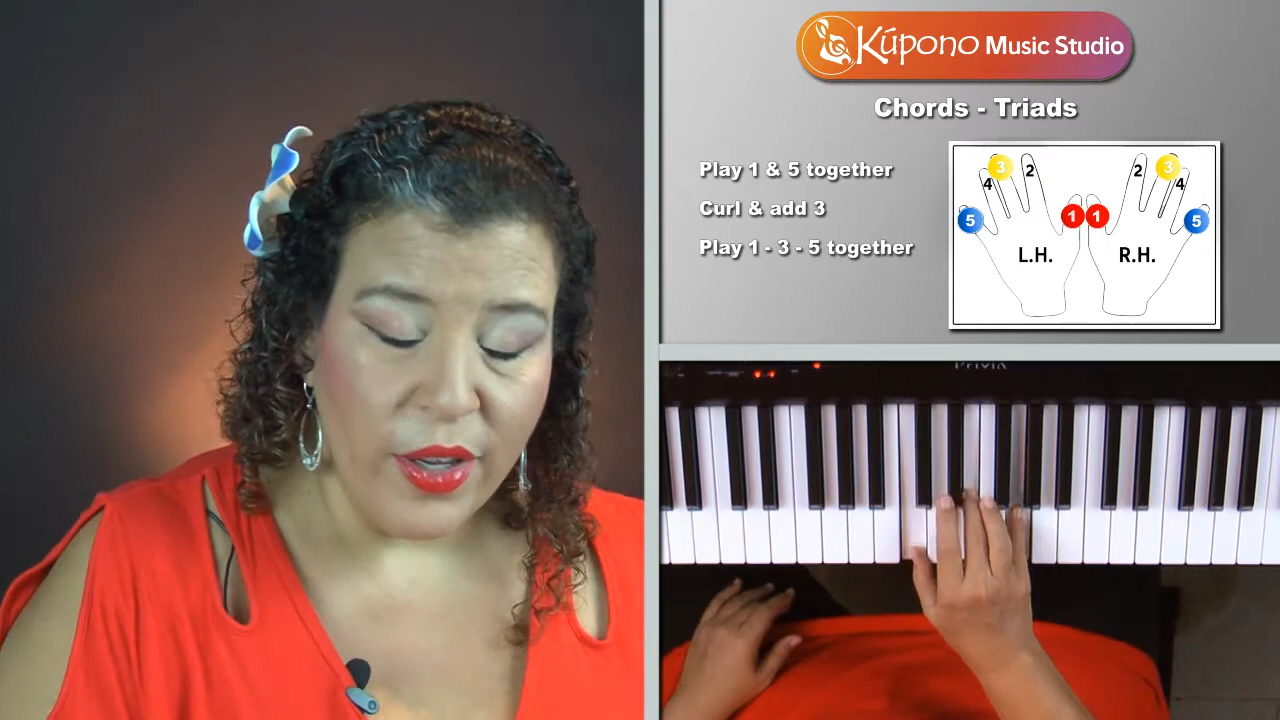 Kúpono Music Studio
Chords - Triads
Play 1 & 5 together
Curl & add 3
Play 1 - 3 - 5 together
3 2 2 3
4 4
5 1 1 5
L.H. R.H.